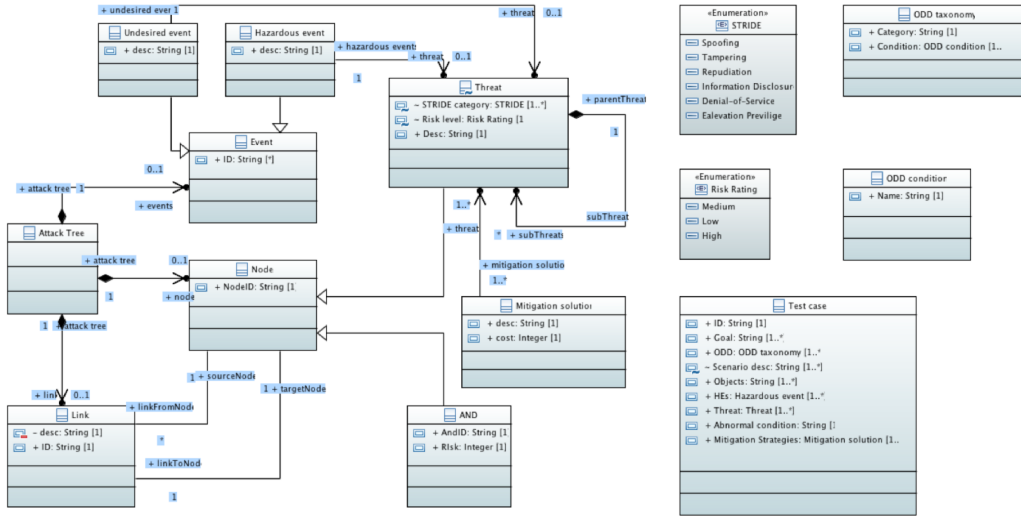 + undesired ever 1
+ threat 0..1
Undesired event
+ desc: String [1]
Hazardous event
+ desc: String [1]
+ hazardous events
+ threat 0..1
1
Threat
~ STRIDE category: STRIDE [1..*]
~ Risk level: Risk Rating [1
+ Desc: String [1]
+ parentThreat
1
subThreat
* + subThreats
Event
+ ID: String [*]
0..1
+ attack tree 1
+ events
Attack Tree
+ attack tree 0..1
1
+ node
1 + attack tree
+ link 0..1
Node
+ NodeID: String [1]
1..*
+ threat
+ mitigation solutio
1..*
Mitigation solution
+ desc: String [1]
+ cost: Integer [1]
1 + sourceNode
1 + targetNode
+ linkFromNode
*
+ linkToNod
1
Link
- desc: String [1]
+ ID: String [1]
AND
+ AndID: String [1
+ RIsk: Integer [1]
«Enumeration»
STRIDE
Spoofing
Tampering
Repudiation
Information Disclosur
Denial-of-Service
Ealevation Previlige
ODD taxonomy
+ Category: String [1]
+ Condition: ODD condition [1..
«Enumeration»
Risk Rating
Medium
Low
High
ODD condition
+ Name: String [1]
Test case
+ ID: String [1]
+ Goal: String [1..*]
+ ODD: ODD taxonomy [1..*]
~ Scenario desc: String [1..*]
+ Objects: String [1..*]
+ HEs: Hazardous event [1..*]
+ Threat: Threat [1..*]
+ Abnormal condition: String [1
+ Mitigation Strategies: Mitigation solution [1..